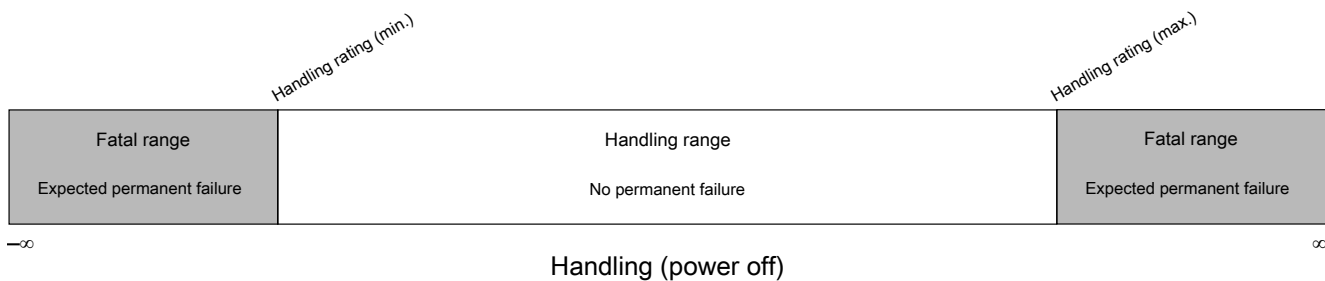 Handling rating (min.)
Handling rating (max.)
Fatal range
Handling range
Fatal range
Expected permanent failure
No permanent failure
Expected permanent failure
–∞
∞
Handling (power off)